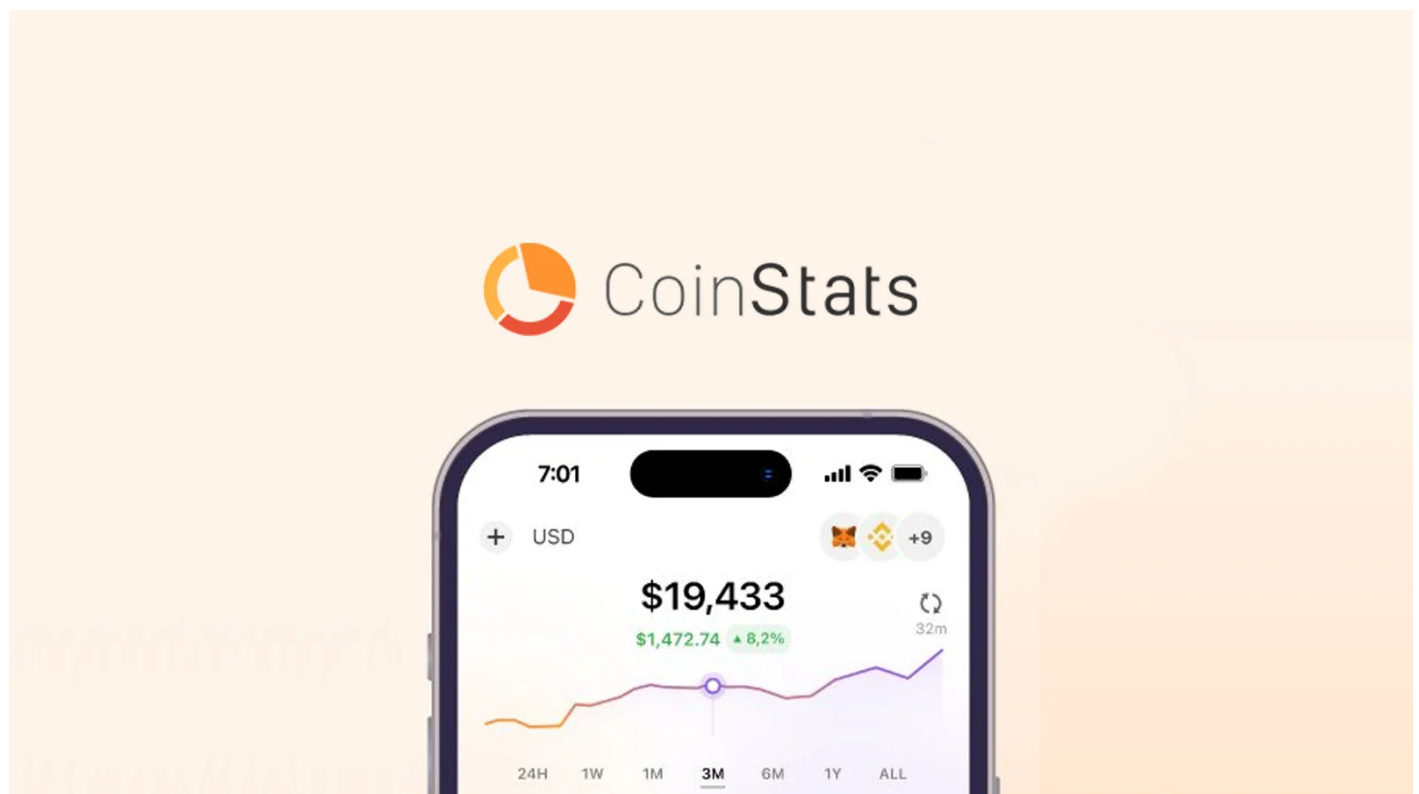 CoinStats
7:01
USD
+9
$19,433
$1,472.74 ▲ 8,2%
32m
24H 1W 1M 3M 6M 1Y ALL